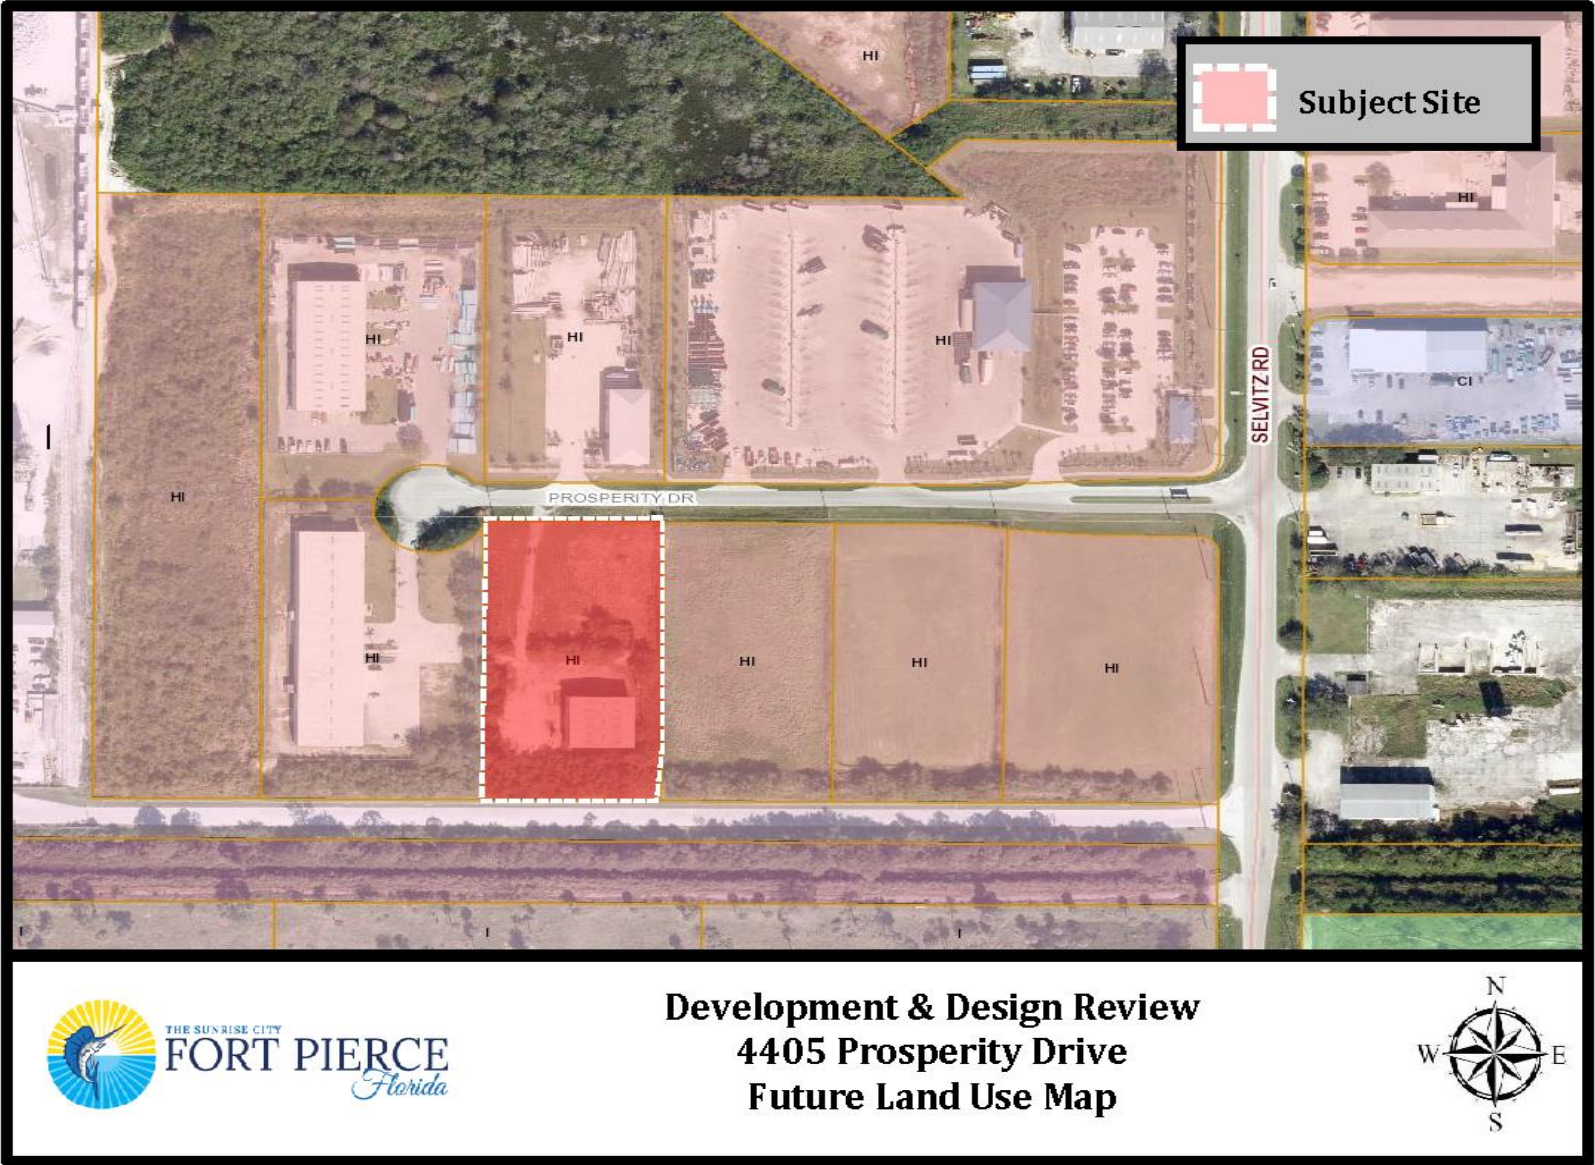 HI
Subject Site
HI
HI
HI
HI
SELVITZ RD
CI
I
HI
PROSPERITY DR
HI
HI
HI
HI
HI
I
I
I
THE SUNRISE CITY
FORT PIERCE
Florida
Development & Design Review
4405 Prosperity Drive
Future Land Use Map
N
W
E
S